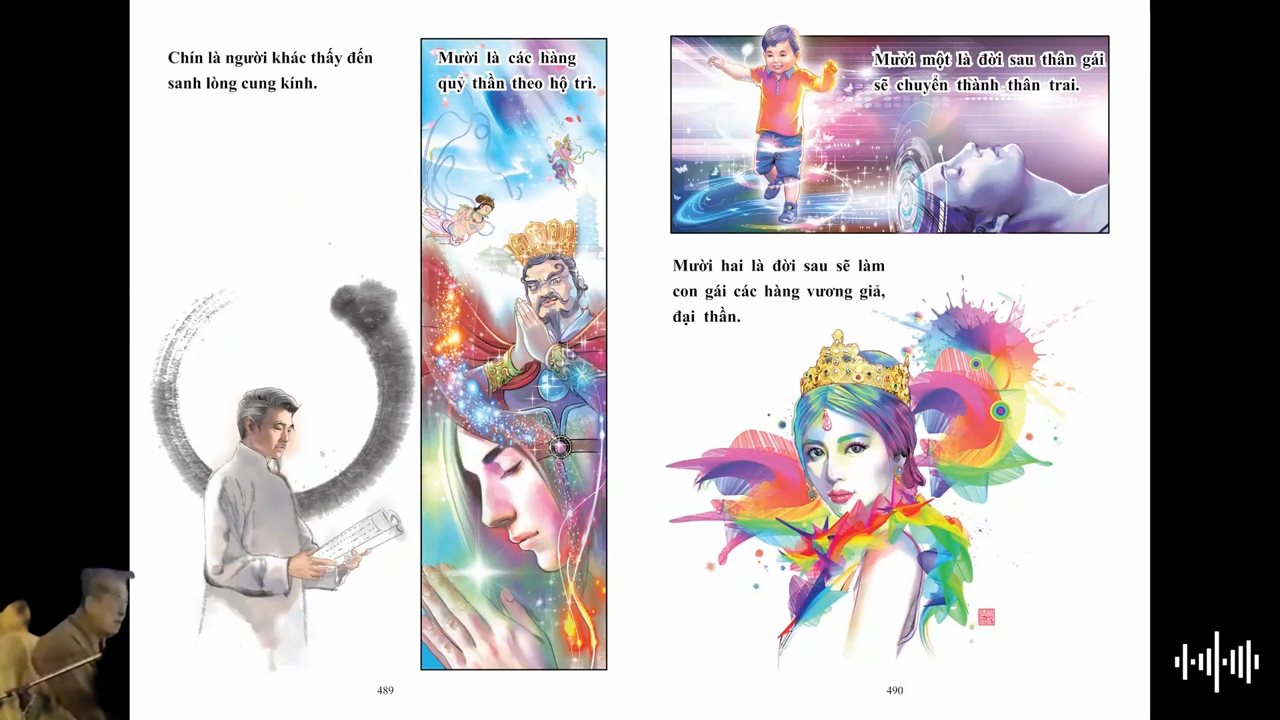 Chín là người khác thấy đến
sanh lòng cung kính.
Mười là các hàng
quỷ thần theo hộ trì.
Mười một là đời sau thân gái
sẽ chuyển thành thân trai.
Mười hai là đời sau sẽ làm
con gái các hàng vương giả,
đại thần.
489
490